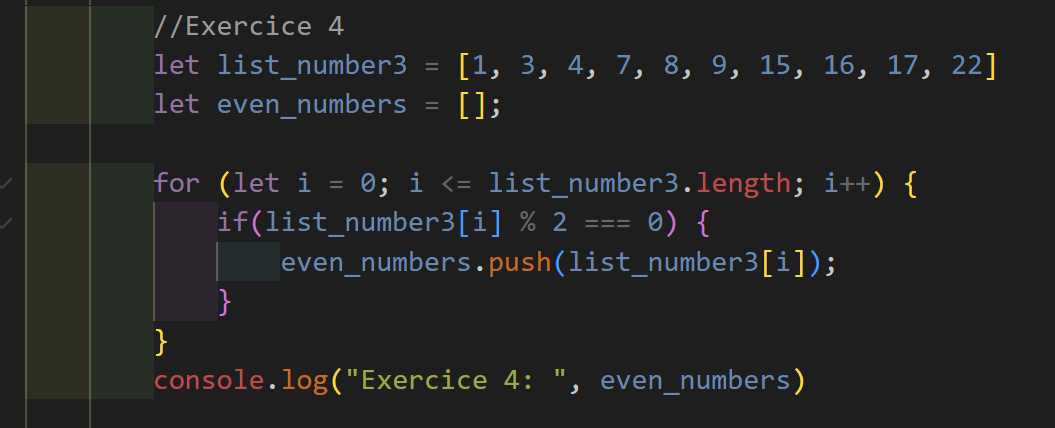 //Exercice 4
let list_number3 = [1, 3, 4, 7, 8, 9, 15, 16, 17, 22]
let even_numbers = [];
for (let i = 0; i <= list_number3.length; i++) {
if(list_number3[i] % 2 === 0) {
even_numbers.push(list_number3[i]);
}
}
console.log("Exercice 4: ", even_numbers)